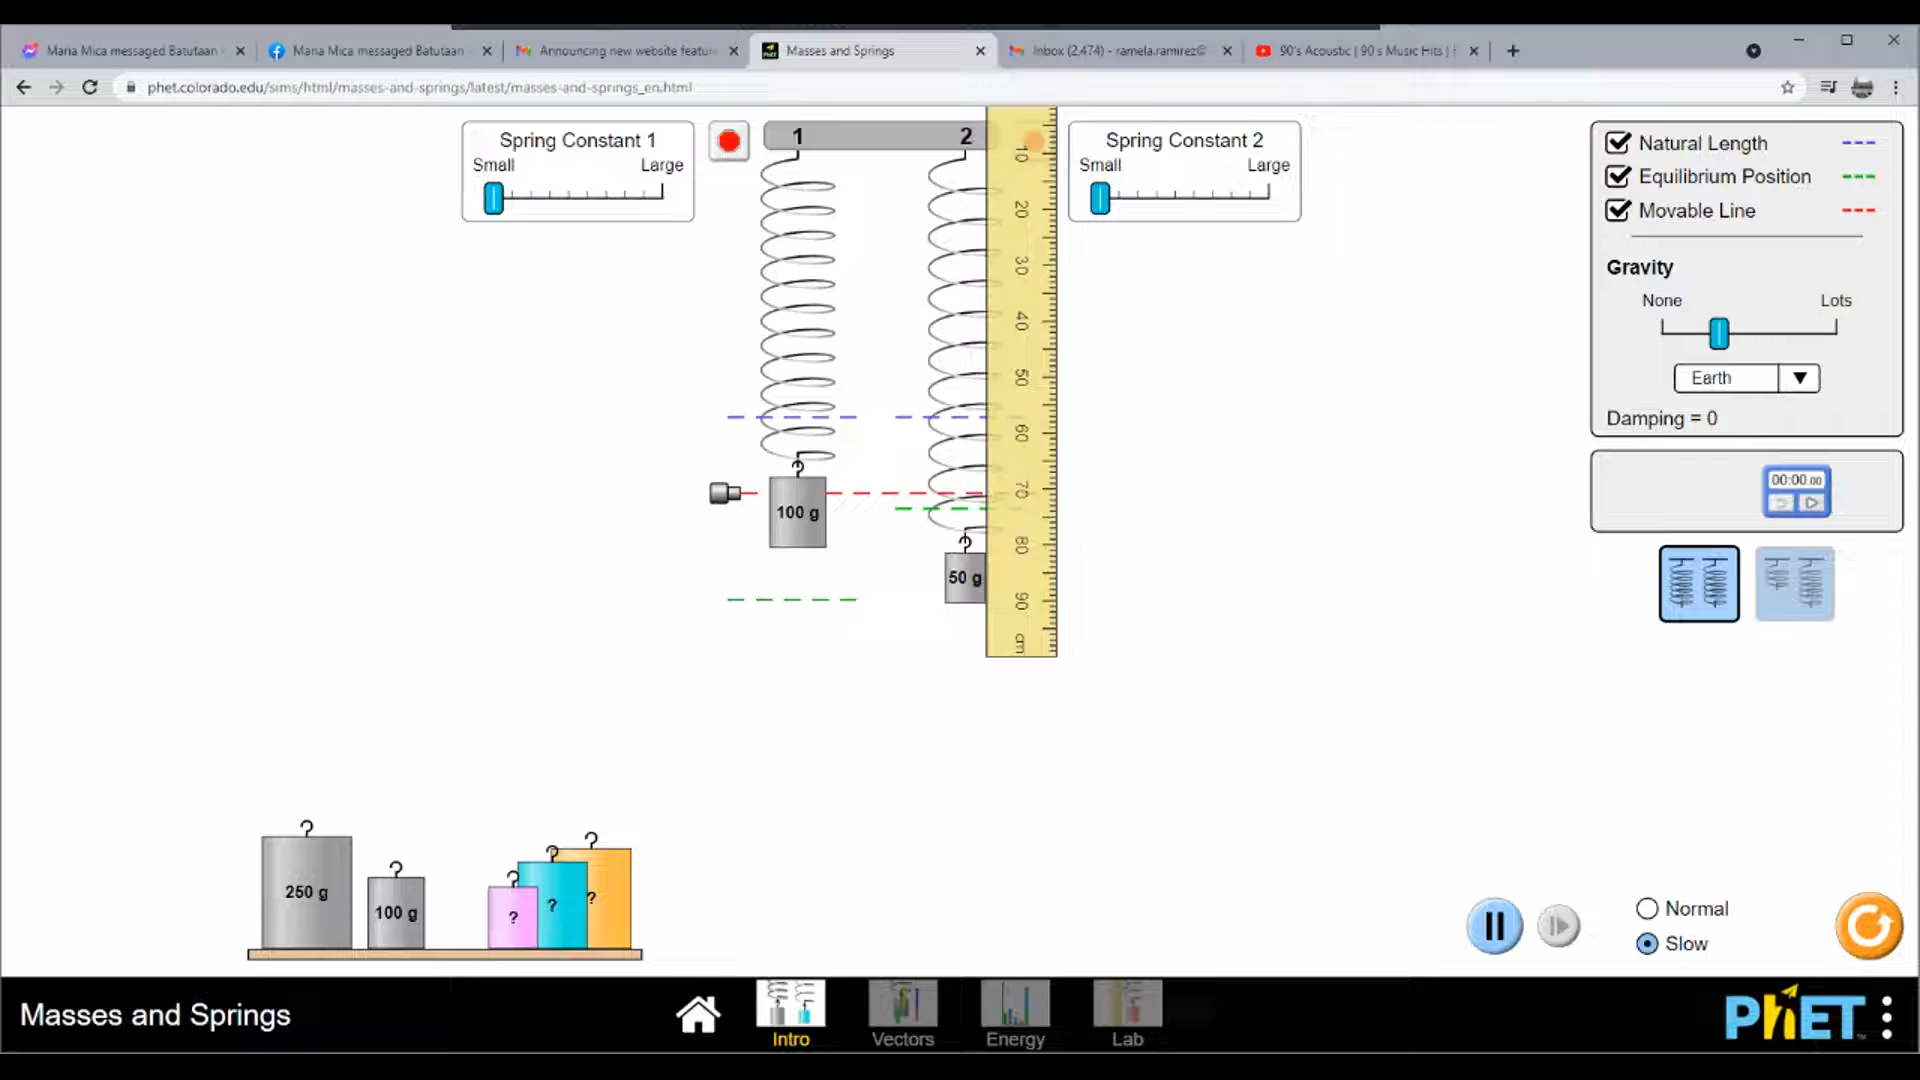 Maria Mica messaged Batutaan
Maria Mica messaged Batutaan
Announcing new website feature
Masses and Springs
Inbox (2,474) - ramela.ramirez@
90's Acoustic | 90 s Music Hits |
phet.colorado.edu/sims/html/masses-and-springs/latest/masses-and-springs_en.html
Spring Constant 1
Small Large
1 2
Spring Constant 2
Small Large
10
20
30
40
50
60
70
80
90
cm
100 g
50 g
Natural Length
Equilibrium Position
Movable Line
Gravity
None Lots
Earth
Damping = 0
00:00.00
250 g
100 g
?
?
?
Normal
Slow
Masses and Springs
Intro
Vectors
Energy
Lab
PhET